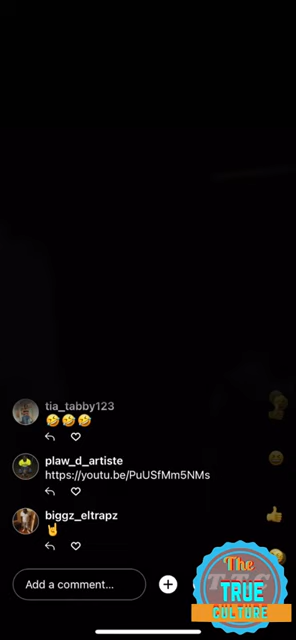 tia_tabby123
🤣🤣🤣
plaw_d_artiste
https://youtu.be/PuUSfMm5NMs
biggz_eltrapz
🤘
Add a comment...
The
TRUE
CULTURE